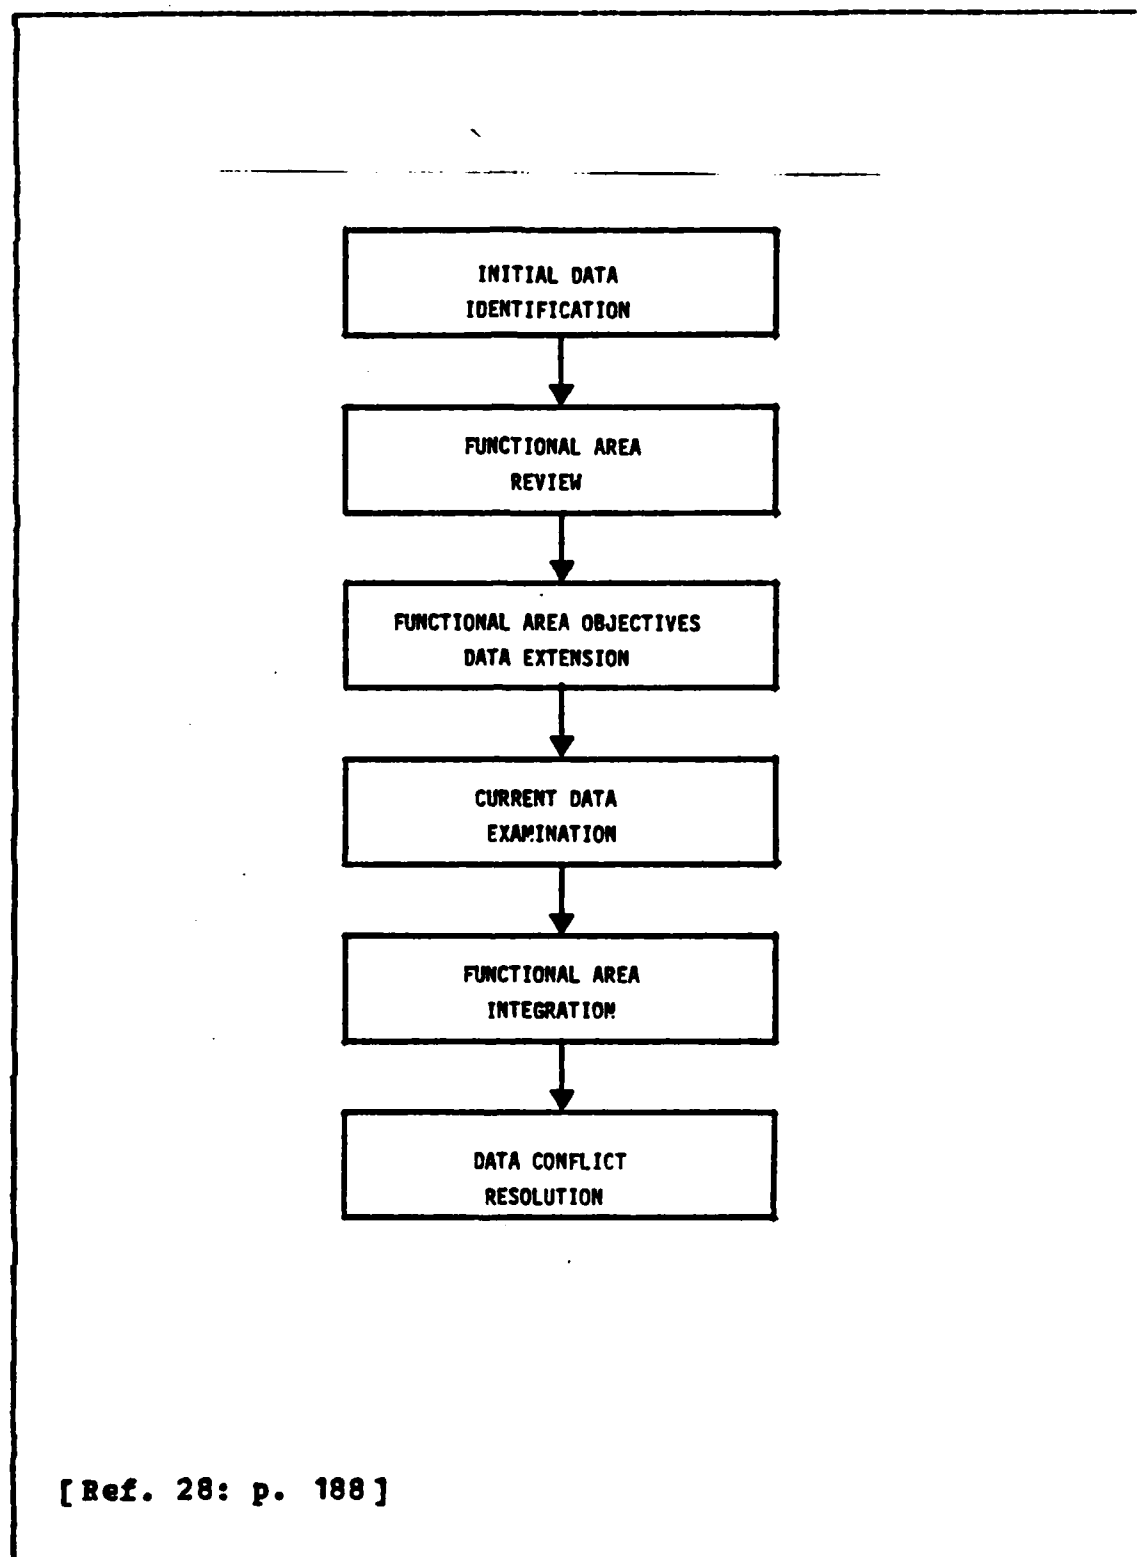 INITIAL DATA
IDENTIFICATION
FUNCTIONAL AREA
REVIEW
FUNCTIONAL AREA OBJECTIVES
DATA EXTENSION
CURRENT DATA
EXAMINATION
FUNCTIONAL AREA
INTEGRATION
DATA CONFLICT
RESOLUTION
[Ref. 28: p. 188]